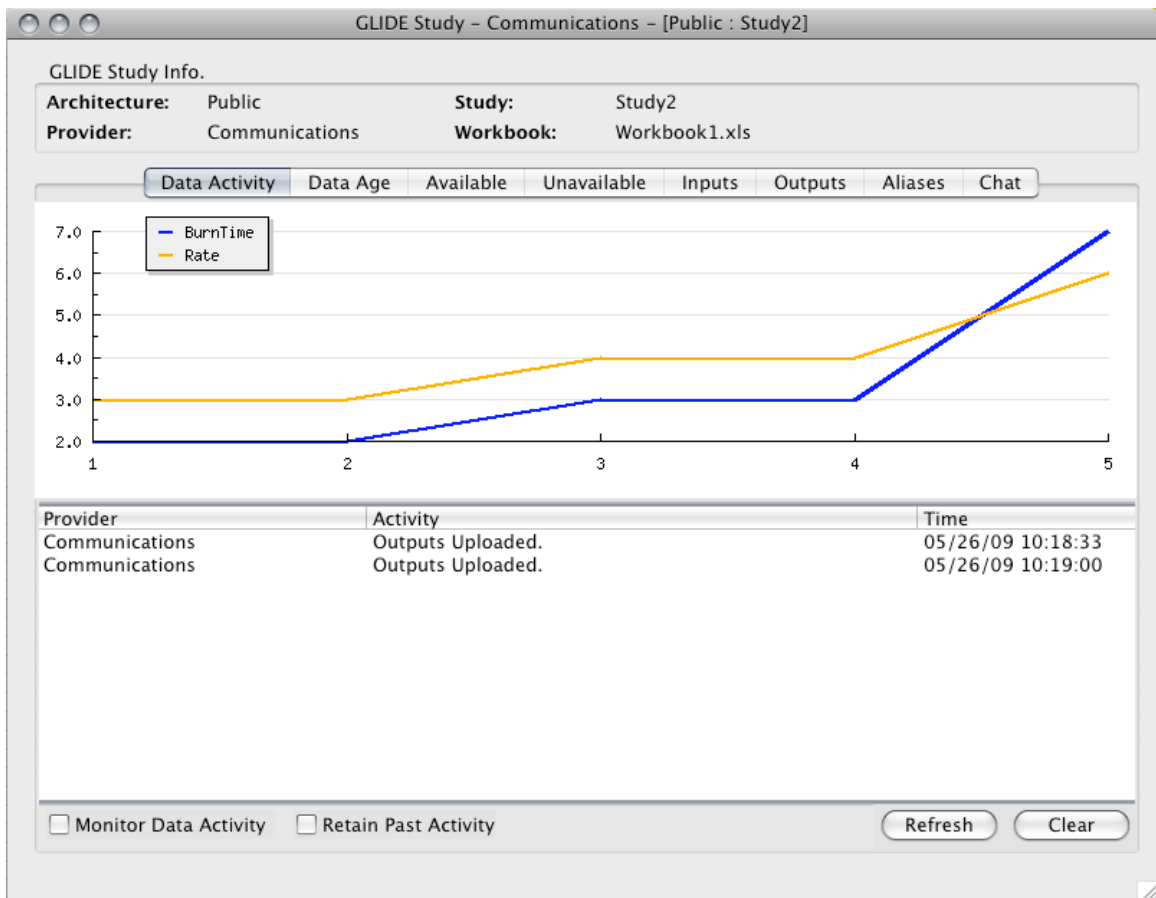 GLIDE Study – Communications – [Public : Study2]
GLIDE Study Info.
Architecture: Public Study: Study2
Provider: Communications Workbook: Workbook1.xls
Data Activity Data Age Available Unavailable Inputs Outputs Aliases Chat
BurnTime
Rate
7.0
6.0
5.0
4.0
3.0
2.0
1 2 3 4 5
Provider Activity Time
Communications Outputs Uploaded. 05/26/09 10:18:33
Communications Outputs Uploaded. 05/26/09 10:19:00
Monitor Data Activity Retain Past Activity Refresh Clear